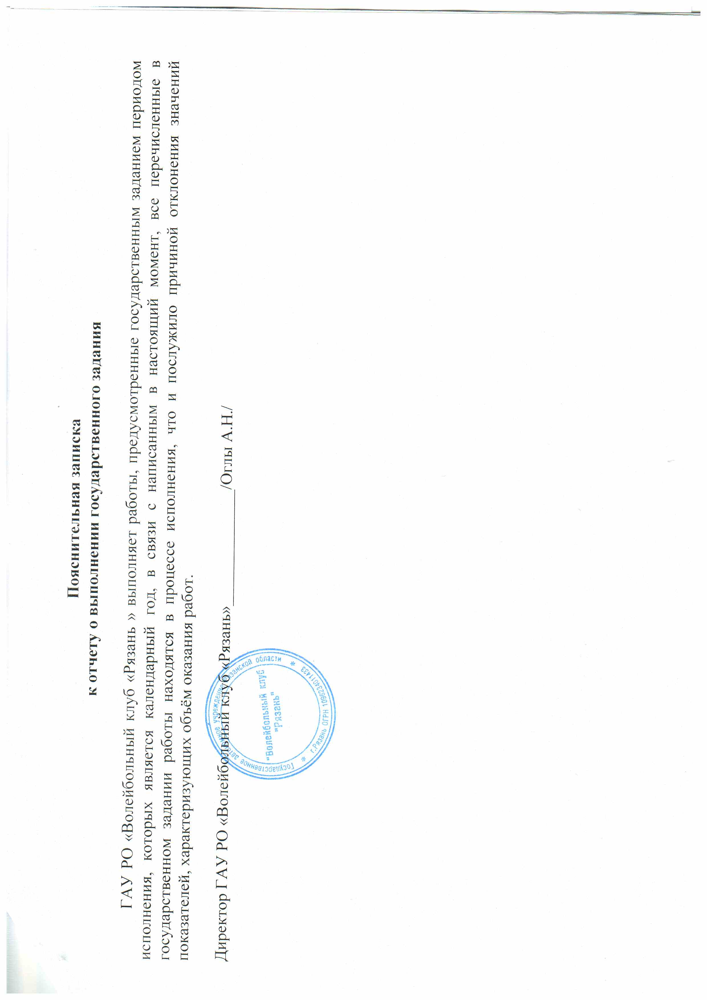 Пояснительная записка
к отчету о выполнении государственного задания
ГАУ РО «Волейбольный клуб «Рязань » выполняет работы, предусмотренные государственным заданием периодом
исполнения, которых является календарный год, в связи с написанным в настоящий момент, все перечисленные в
государственном задании работы находятся в процессе исполнения, что и послужило причиной отклонения значений
показателей, характеризующих объём оказания работ.
Директор ГАУ РО «Волейбольный клуб «Рязань»________________/Оглы А.Н./
Государственное автономное учреждение Рязанской области
"Волейбольный клуб
"Рязань"
* г.Рязань ОГРН 1096234011433 *